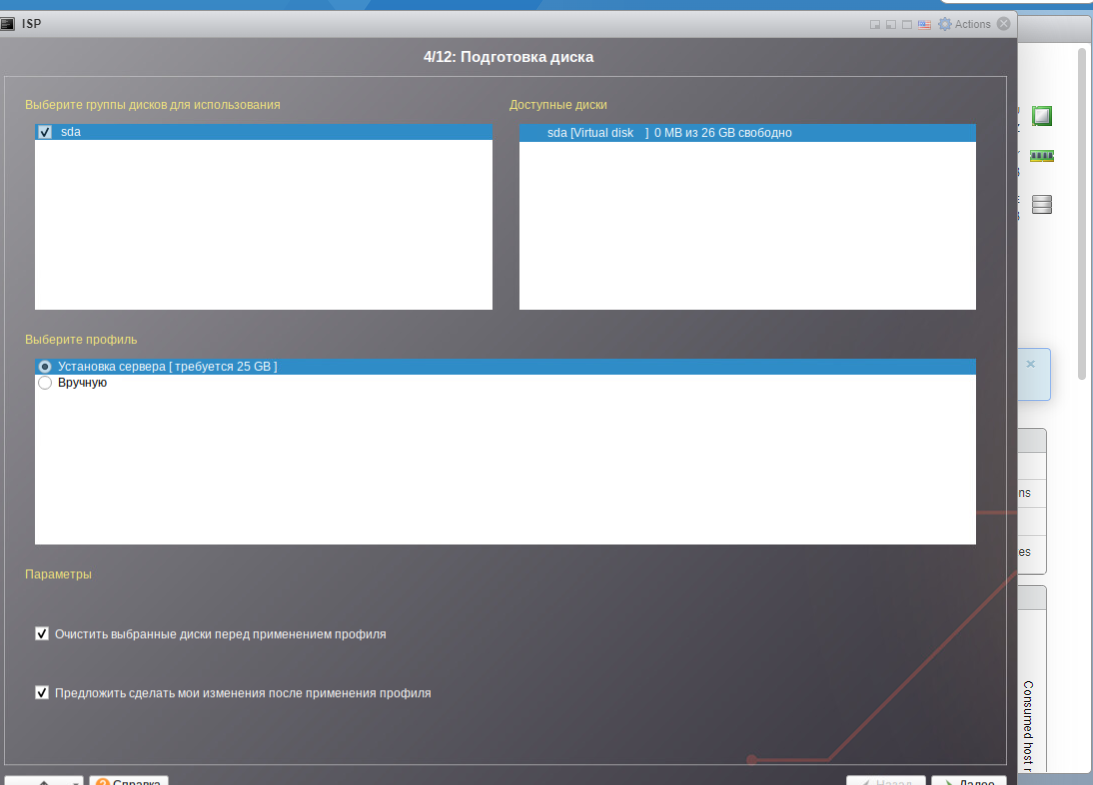 ISP
Actions
4/12: Подготовка диска
Выберите группы дисков для использования
Доступные диски
sda
sda [Virtual disk ] 0 MB из 26 GB свободно
Выберите профиль
Установка сервера [ требуется 25 GB ]
Вручную
ns
es
Параметры
Очистить выбранные диски перед применением профиля
Предложить сделать мои изменения после применения профиля
Consumed host r
Справка
Назад
Далее